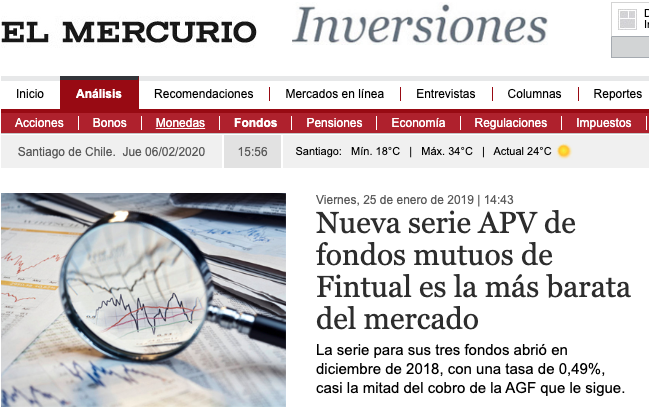 EL MERCURIO Inversiones
Inicio Análisis Recomendaciones Mercados en línea Entrevistas Columnas Reportes
Acciones Bonos Monedas Fondos Pensiones Economía Regulaciones Impuestos
Santiago de Chile. Jue 06/02/2020 15:56 Santiago: Mín. 18°C | Máx. 34°C | Actual 24°C
Viernes, 25 de enero de 2019 | 14:43
Nueva serie APV de
fondos mutuos de
Fintual es la más barata
del mercado
La serie para sus tres fondos abrió en
diciembre de 2018, con una tasa de 0,49%,
casi la mitad del cobro de la AGF que le sigue.